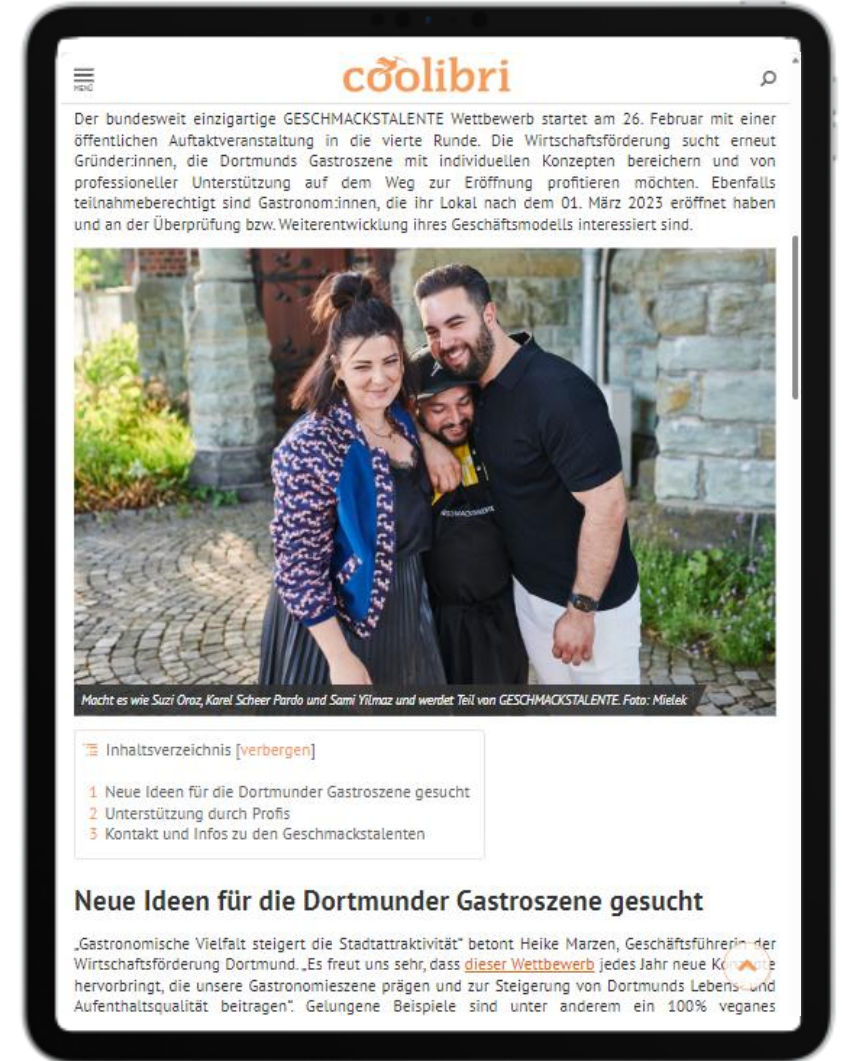 MENÜ
coolibri
Der bundesweit einzigartige GESCHMACKSTALENTE Wettbewerb startet am 26. Februar mit einer
öffentlichen Auftaktveranstaltung in die vierte Runde. Die Wirtschaftsförderung sucht erneut
Gründer:innen, die Dortmunds Gastroszene mit individuellen Konzepten bereichern und von
professioneller Unterstützung auf dem Weg zur Eröffnung profitieren möchten. Ebenfalls
teilnahmeberechtigt sind Gastronom:innen, die ihr Lokal nach dem 01. März 2023 eröffnet haben
und an der Überprüfung bzw. Weiterentwicklung ihres Geschäftsmodells interessiert sind.
GESCHMACKSTALENTE
Macht es wie Suzi Oroz, Karel Scheer Pardo und Sami Yilmaz und werdet Teil von GESCHMACKSTALENTE. Foto: Mielek
Inhaltsverzeichnis [verbergen]
1 Neue Ideen für die Dortmunder Gastroszene gesucht
2 Unterstützung durch Profis
3 Kontakt und Infos zu den Geschmackstalenten
Neue Ideen für die Dortmunder Gastroszene gesucht
„Gastronomische Vielfalt steigert die Stadtattraktivität“ betont Heike Marzen, Geschäftsführerin der
Wirtschaftsförderung Dortmund. „Es freut uns sehr, dass dieser Wettbewerb jedes Jahr neue Konzepte
hervorbringt, die unsere Gastronomieszene prägen und zur Steigerung von Dortmunds Lebens- und
Aufenthaltsqualität beitragen“. Gelungene Beispiele sind unter anderem ein 100% veganes